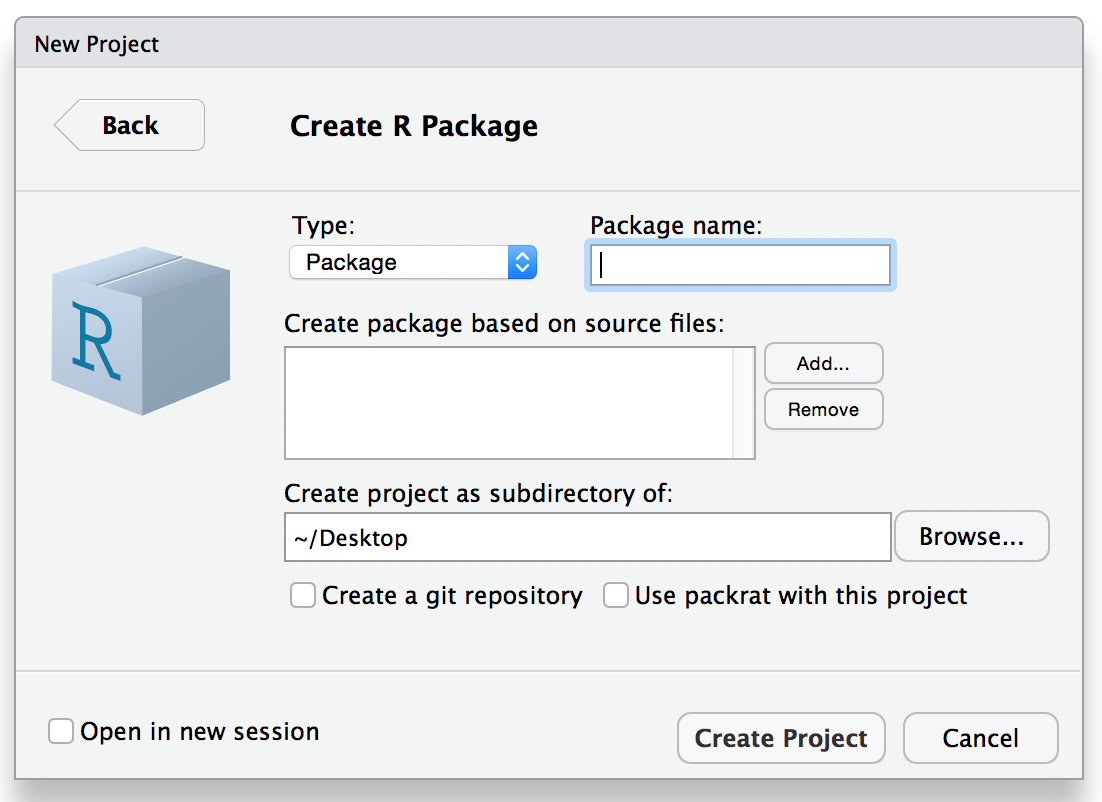 New Project
Back
Create R Package
Type:
Package name:
Package
R
Create package based on source files:
Add...
Remove
Create project as subdirectory of:
~/Desktop
Browse...
Create a git repository
Use packrat with this project
Open in new session
Create Project
Cancel